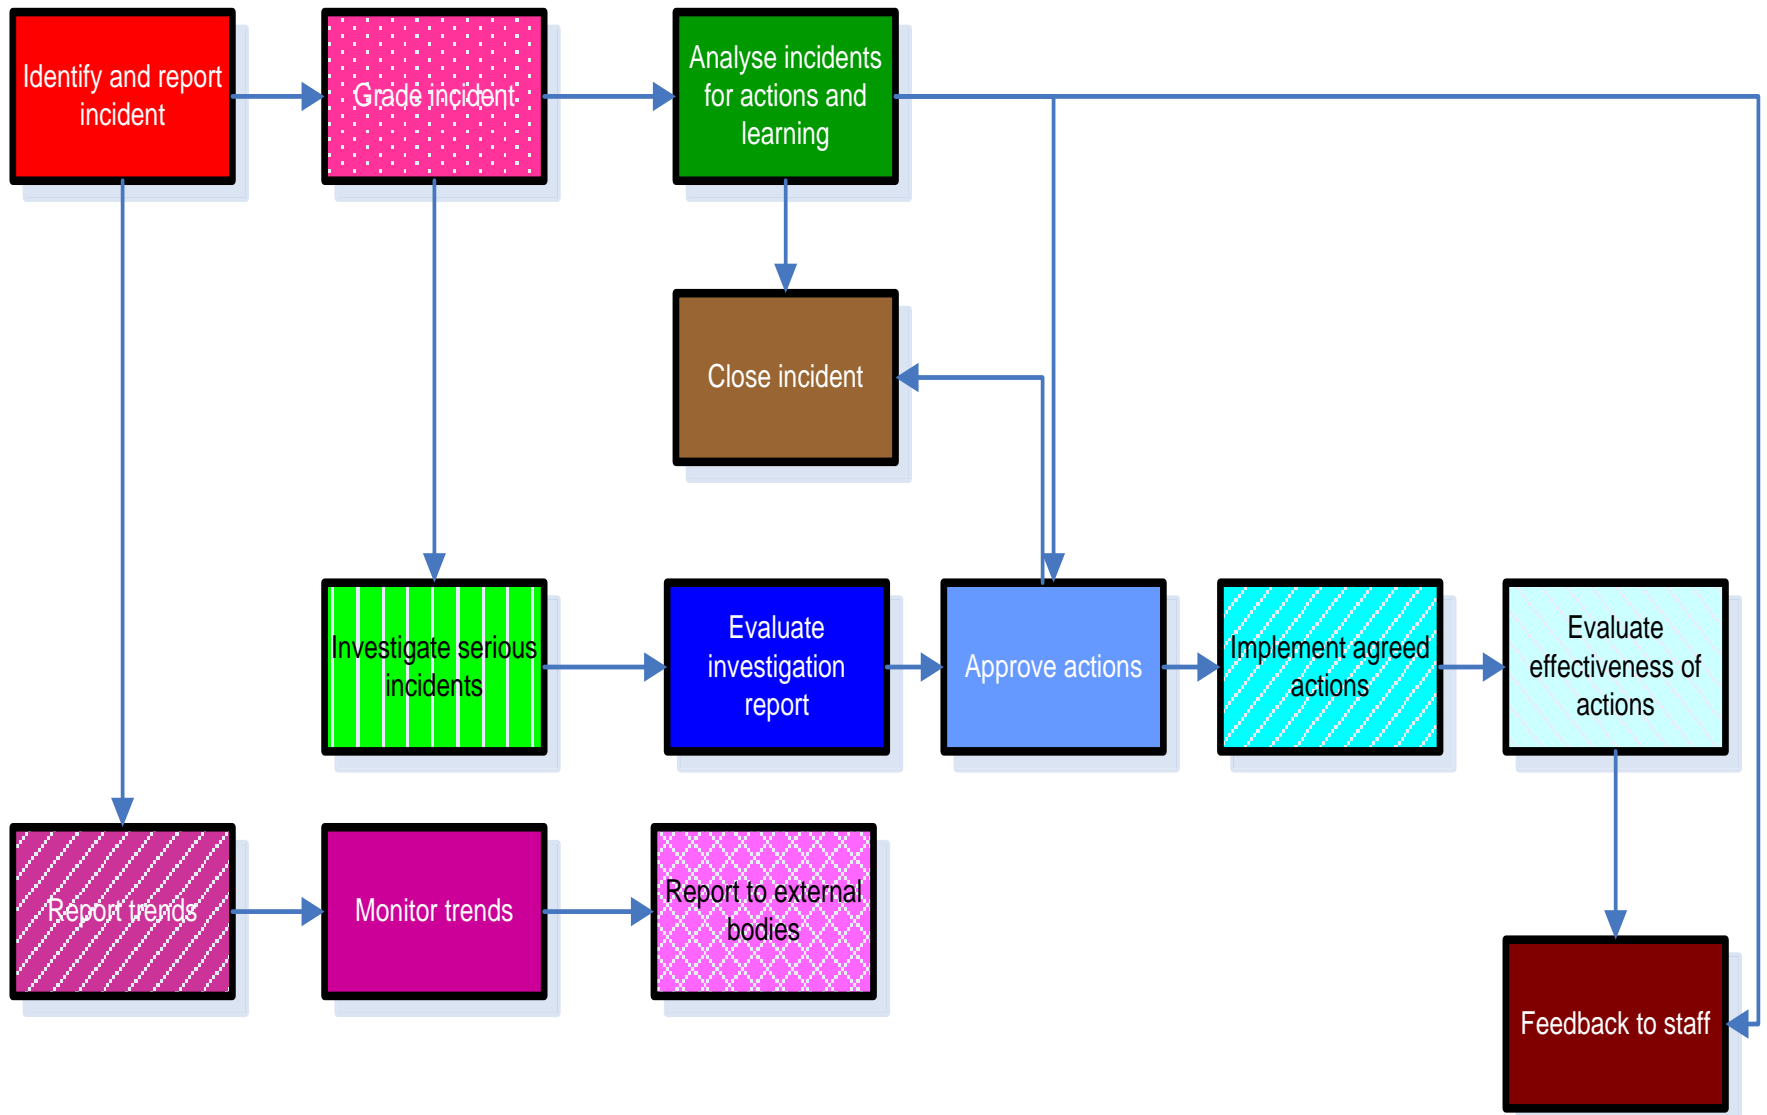 Identify and report
incident
Grade incident
Analyse incidents
for actions and
learning
Close incident
Investigate serious
incidents
Evaluate
investigation
report
Approve actions
Implement agreed
actions
Evaluate
effectiveness of
actions
Report trends
Monitor trends
Report to external
bodies
Feedback to staff